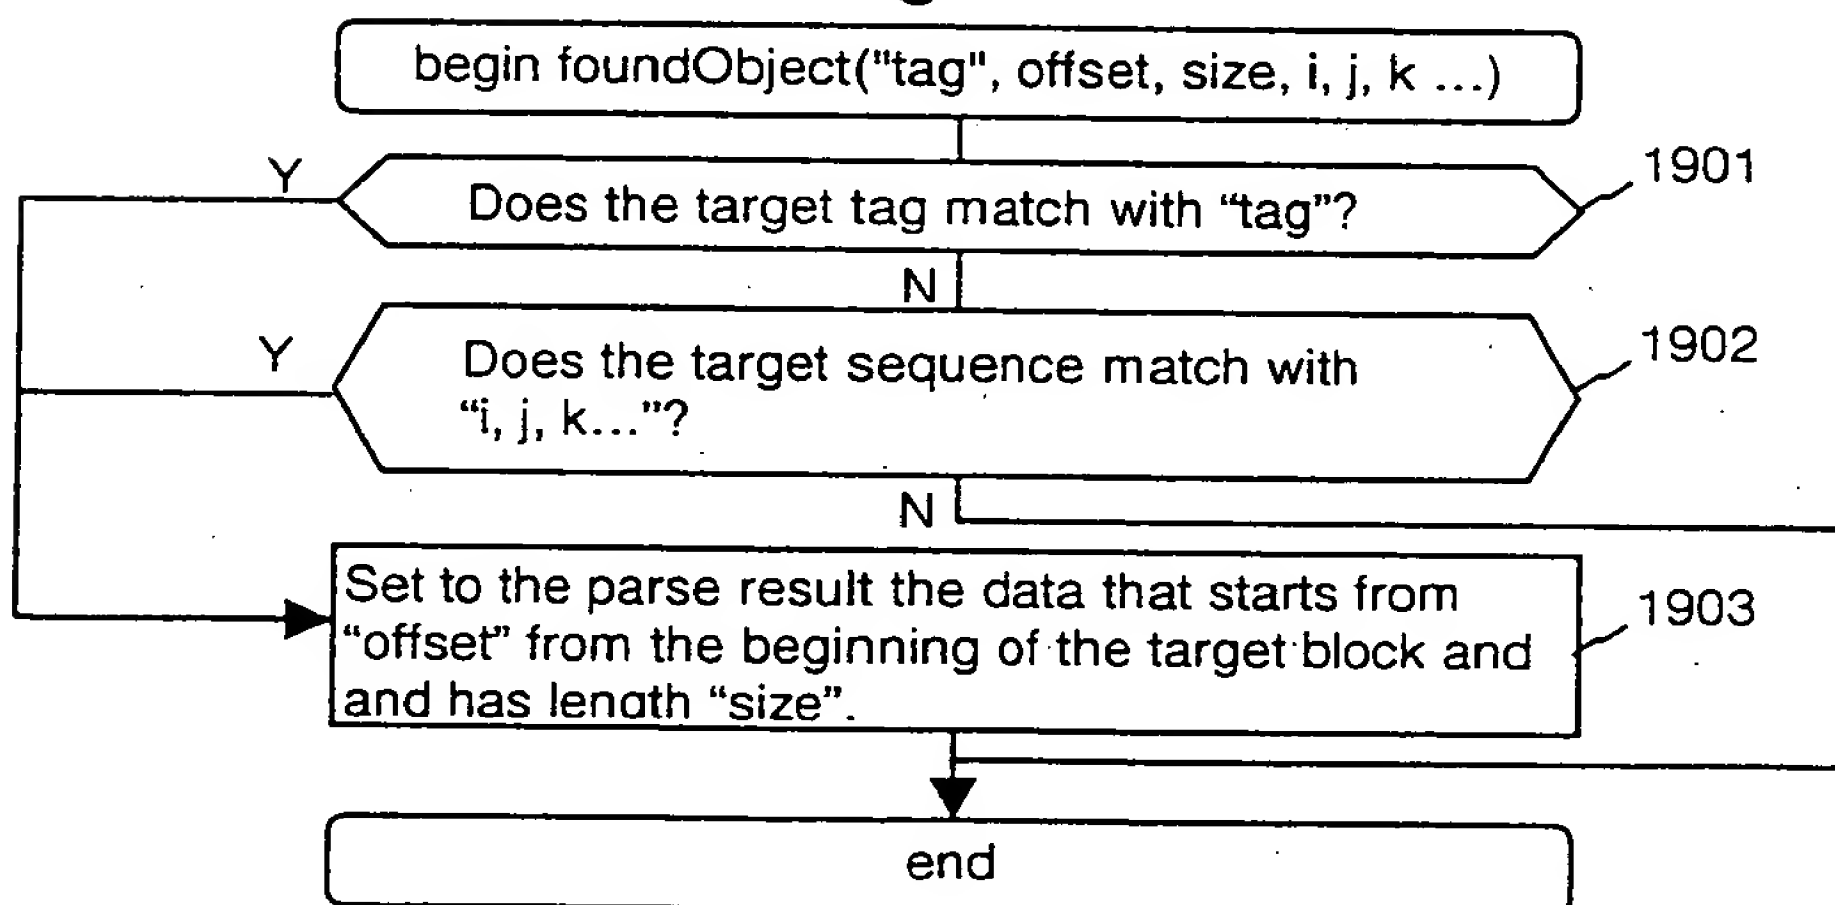 begin foundObject("tag", offset, size, i, j, k ...)
Y
1901
Does the target tag match with “tag”?
N
Y
1902
Does the target sequence match with
“i, j, k...”?
N
Set to the parse result the data that starts from
1903
“offset” from the beginning of the target block and
and has length “size”.
end